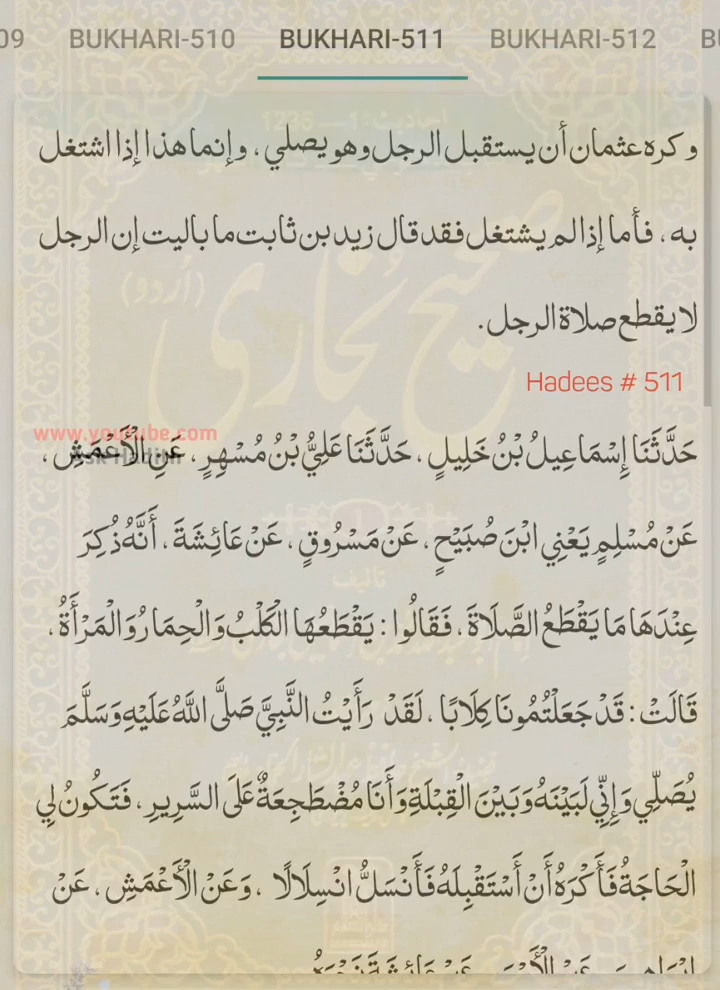 09 BUKHARI-510 BUKHARI-511 BUKHARI-512 BU
وكره عثمان أن يستقبل الرجل وهو يصلي ، وإنما هذا إذا اشتغل
به ، فأما إذا لم يشتغل فقد قال زيد بن ثابت ما باليت إن الرجل
لا يقطع صلاة الرجل .
Hadees # 511
www.youtube.com
حَدَّثَنَا إِسْمَاعِيلُ بْنُ خَلِيلٍ ، حَدَّثَنَا عَلِيُّ بْنُ مُسْهِرٍ ، عَنِ الْأَعْمَشِ ،
عَنْ مُسْلِمٍ يَعْنِي ابْنَ صُبَيْحٍ ، عَنْ مَسْرُوقٍ ، عَنْ عَائِشَةَ ، أَنَّهُ ذُكِرَ
عِنْدَهَا مَا يَقْطَعُ الصَّلَاةَ ، فَقَالُوا : يَقْطَعُهَا الْكَلْبُ وَالْحِمَارُ وَالْمَرْأَةُ ،
قَالَتْ : قَدْ جَعَلْتُمُونَا كِلَابًا ، لَقَدْ رَأَيْتُ النَّبِيَّ صَلَّى اللَّهُ عَلَيْهِ وَسَلَّمَ
يُصَلِّي وَإِنِّي لَبَيْنَهُ وَبَيْنَ الْقِبْلَةِ وَأَنَا مُضْطَجِعَةٌ عَلَى السَّرِيرِ ، فَتَكُونُ لِي
الْحَاجَةُ فَأَكْرَهُ أَنْ أَسْتَقْبِلَهُ فَأَنْسَلُّ انْسِلَالًا ، وَعَنْ الْأَعْمَشِ ، عَنْ